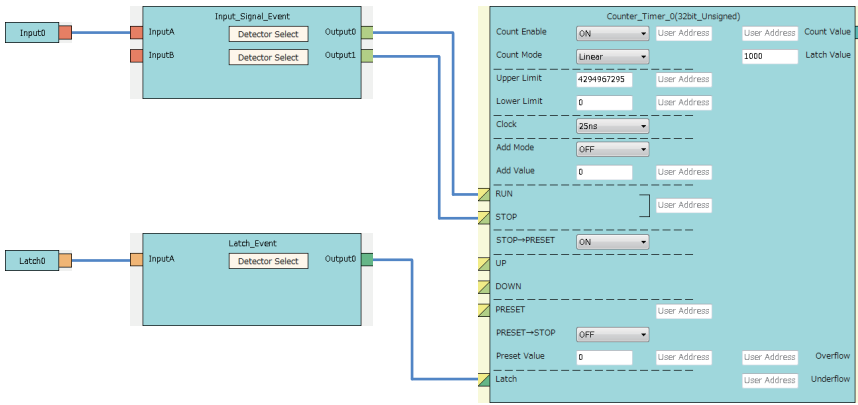 Input0
Input_Signal_Event
InputA Detector Select Output0
InputB Detector Select Output1
Latch0
Latch_Event
InputA Detector Select Output0
Counter_Timer_0(32bit_Unsigned)
Count Enable ON User Address User Address Count Value
Count Mode Linear 1000 Latch Value
Upper Limit 4294967295 User Address
Lower Limit 0 User Address
Clock 25ns
Add Mode OFF
Add Value 0 User Address
RUN
User Address
STOP
STOP→PRESET ON
UP
DOWN
PRESET User Address
PRESET→STOP OFF
Preset Value 0 User Address User Address Overflow
Latch User Address Underflow